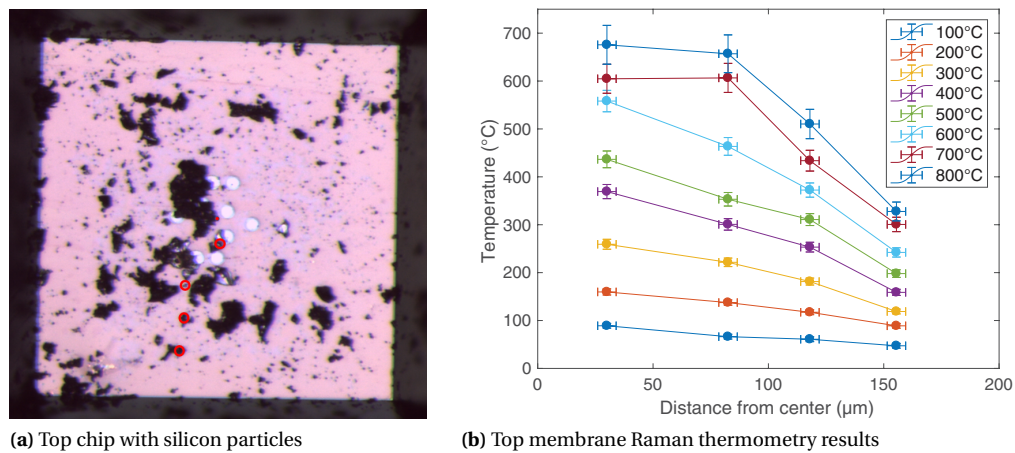 700
600
500
400
300
200
100
0
Temperature (°C)
0 50 100 150 200
Distance from center (µm)
100°C
200°C
300°C
400°C
500°C
600°C
700°C
800°C
(a) Top chip with silicon particles
(b) Top membrane Raman thermometry results